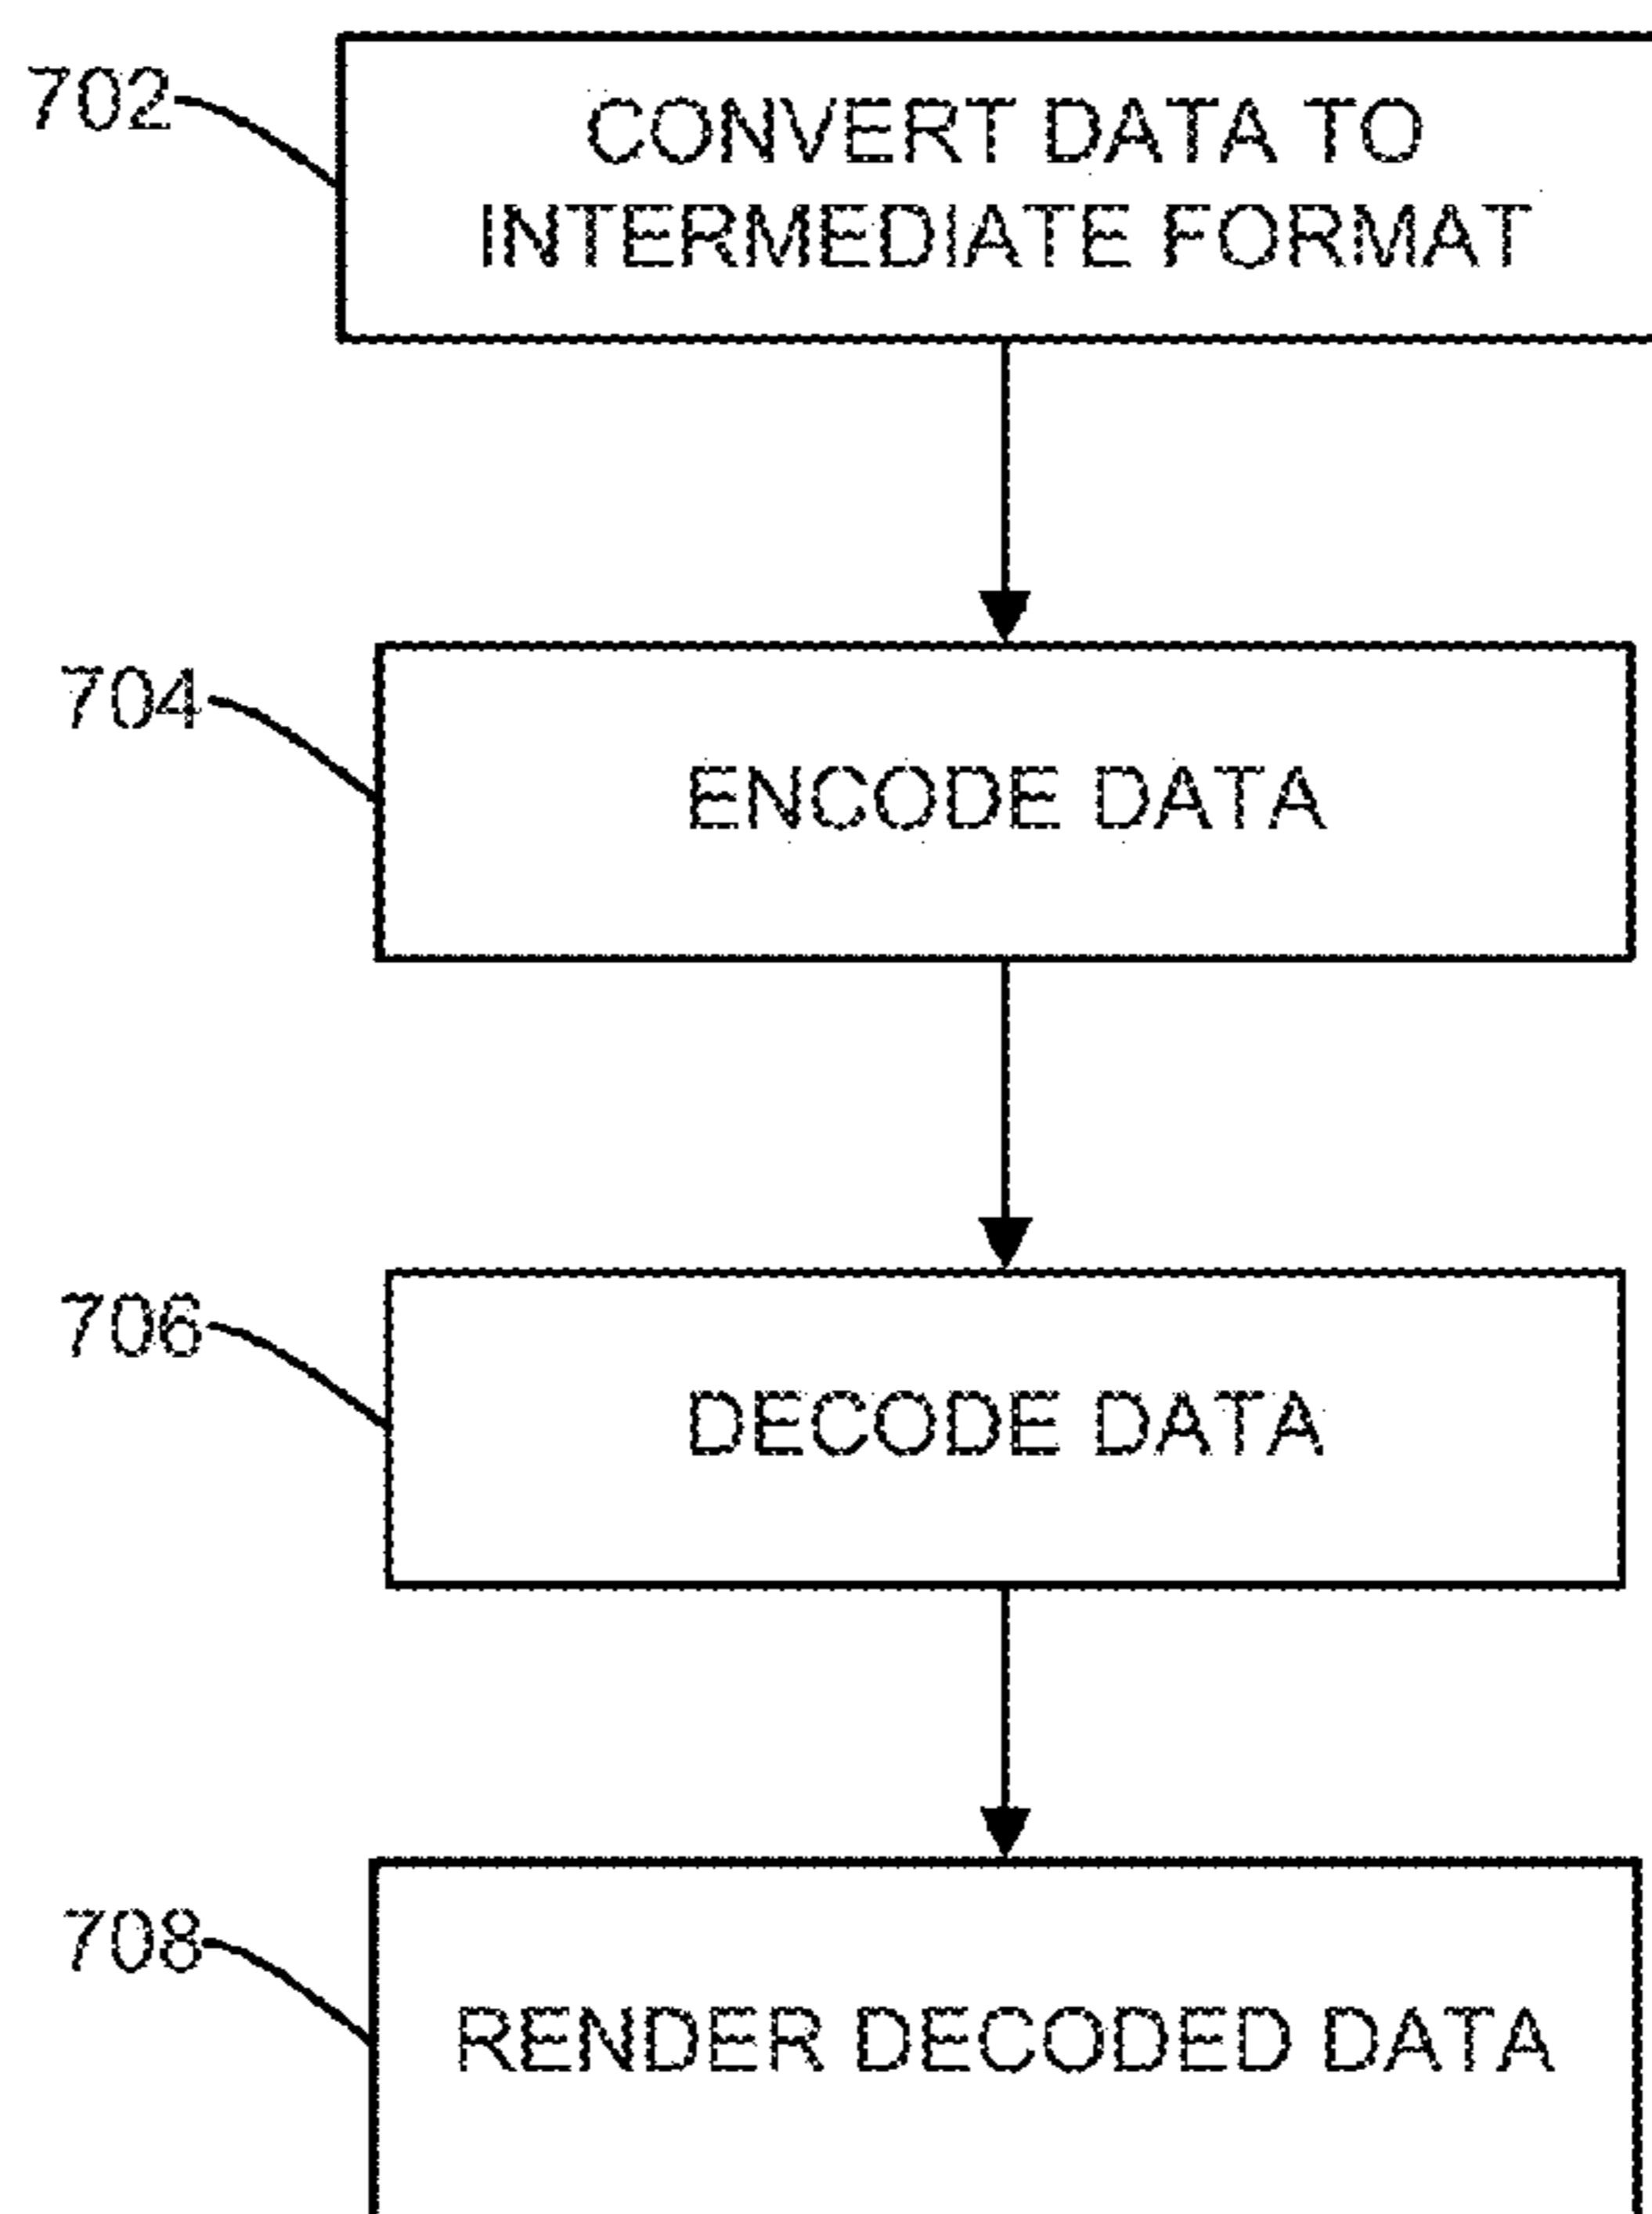 702
CONVERT DATA TO
INTERMEDIATE FORMAT
704
ENCODE DATA
706
DECODE DATA
708
RENDER DECODED DATA